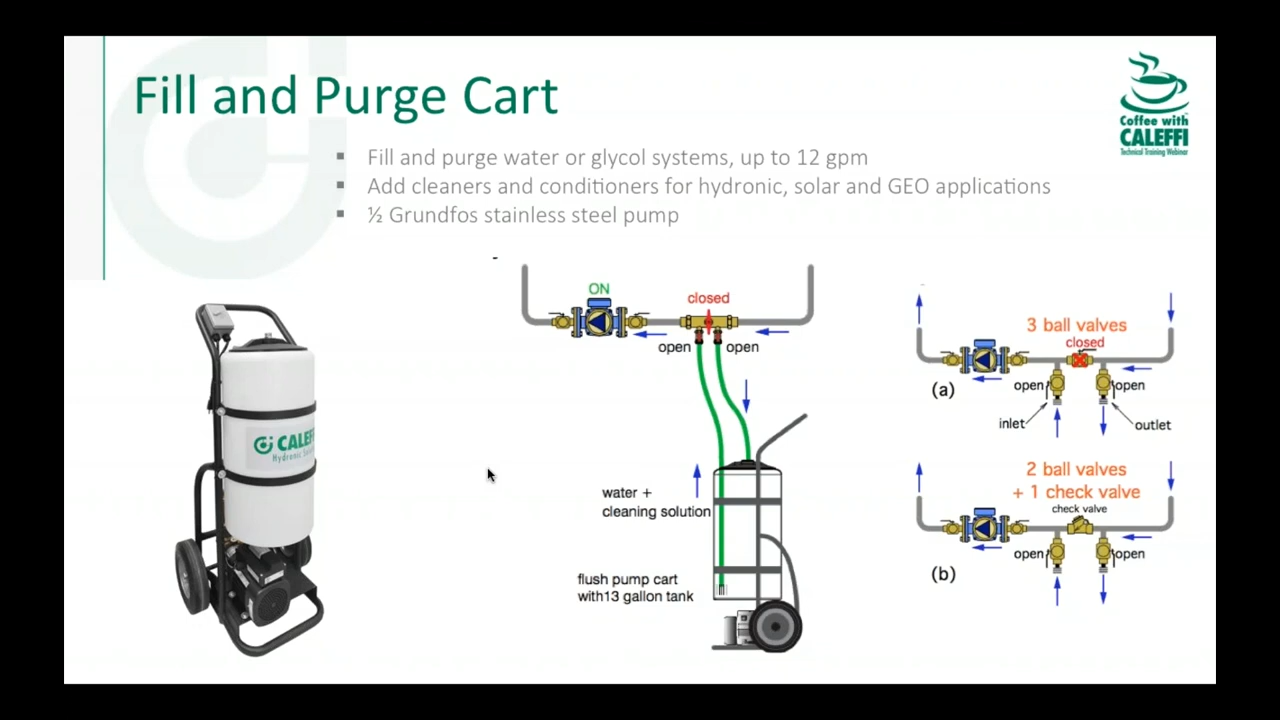 Fill and Purge Cart
Coffee with
CALEFFI
Technical Training Webinar
Fill and purge water or glycol systems, up to 12 gpm
Add cleaners and conditioners for hydronic, solar and GEO applications
½ Grundfos stainless steel pump
CALEFFI
Hydronic
ON
closed
open
open
water +
cleaning solution
flush pump cart
with13 gallon tank
3 ball valves
closed
(a)
open
open
inlet
outlet
2 ball valves
+ 1 check valve
check valve
open
open
(b)